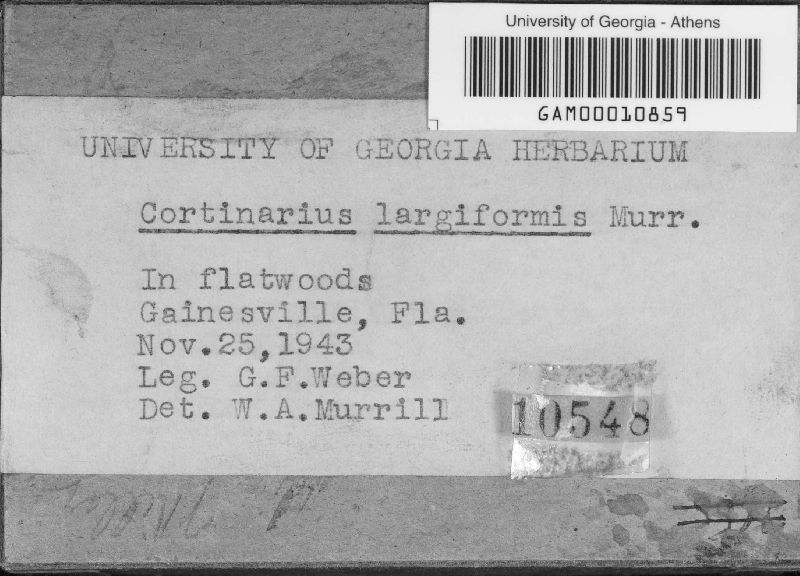 University of Georgia - Athens
GAM00010859
UNIVERSITY OF GEORGIA HERBARIUM
Cortinarius largiformis Murr.
In flatwoods
Gainesville, Fla.
Nov.25,1943
Leg. G.F.Weber
Det. W.A.Murrill
10548